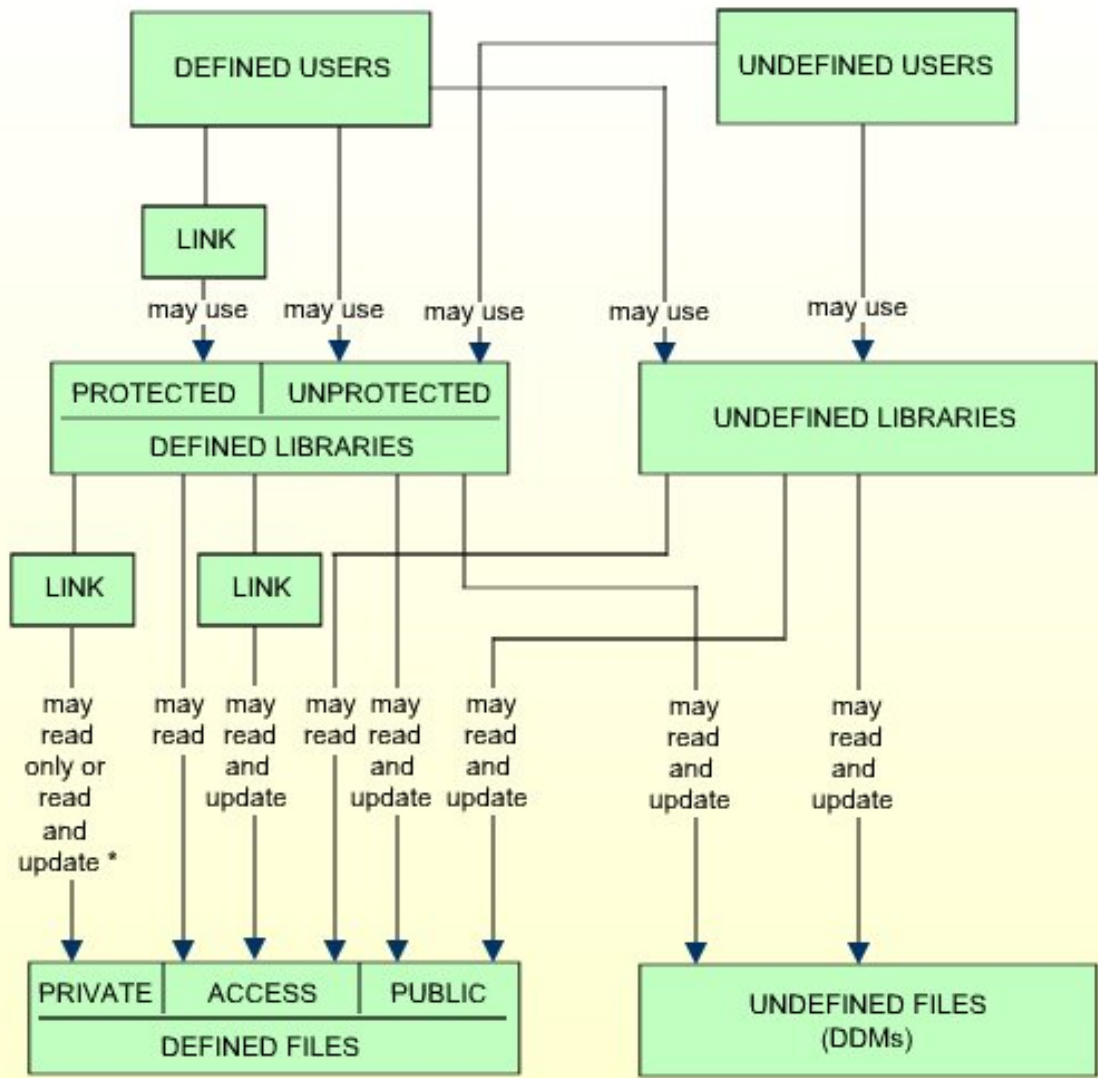 DEFINED USERS
UNDEFINED USERS
LINK
may use
may use
may use
may use
may use
PROTECTED
UNPROTECTED
DEFINED LIBRARIES
UNDEFINED LIBRARIES
LINK
LINK
may
read
only or
read
and
update *
may
read
may
read
and
update
may
read
may
read
and
update
may
read
and
update
may
read
and
update
may
read
and
update
PRIVATE
ACCESS
PUBLIC
DEFINED FILES
UNDEFINED FILES
(DDMs)